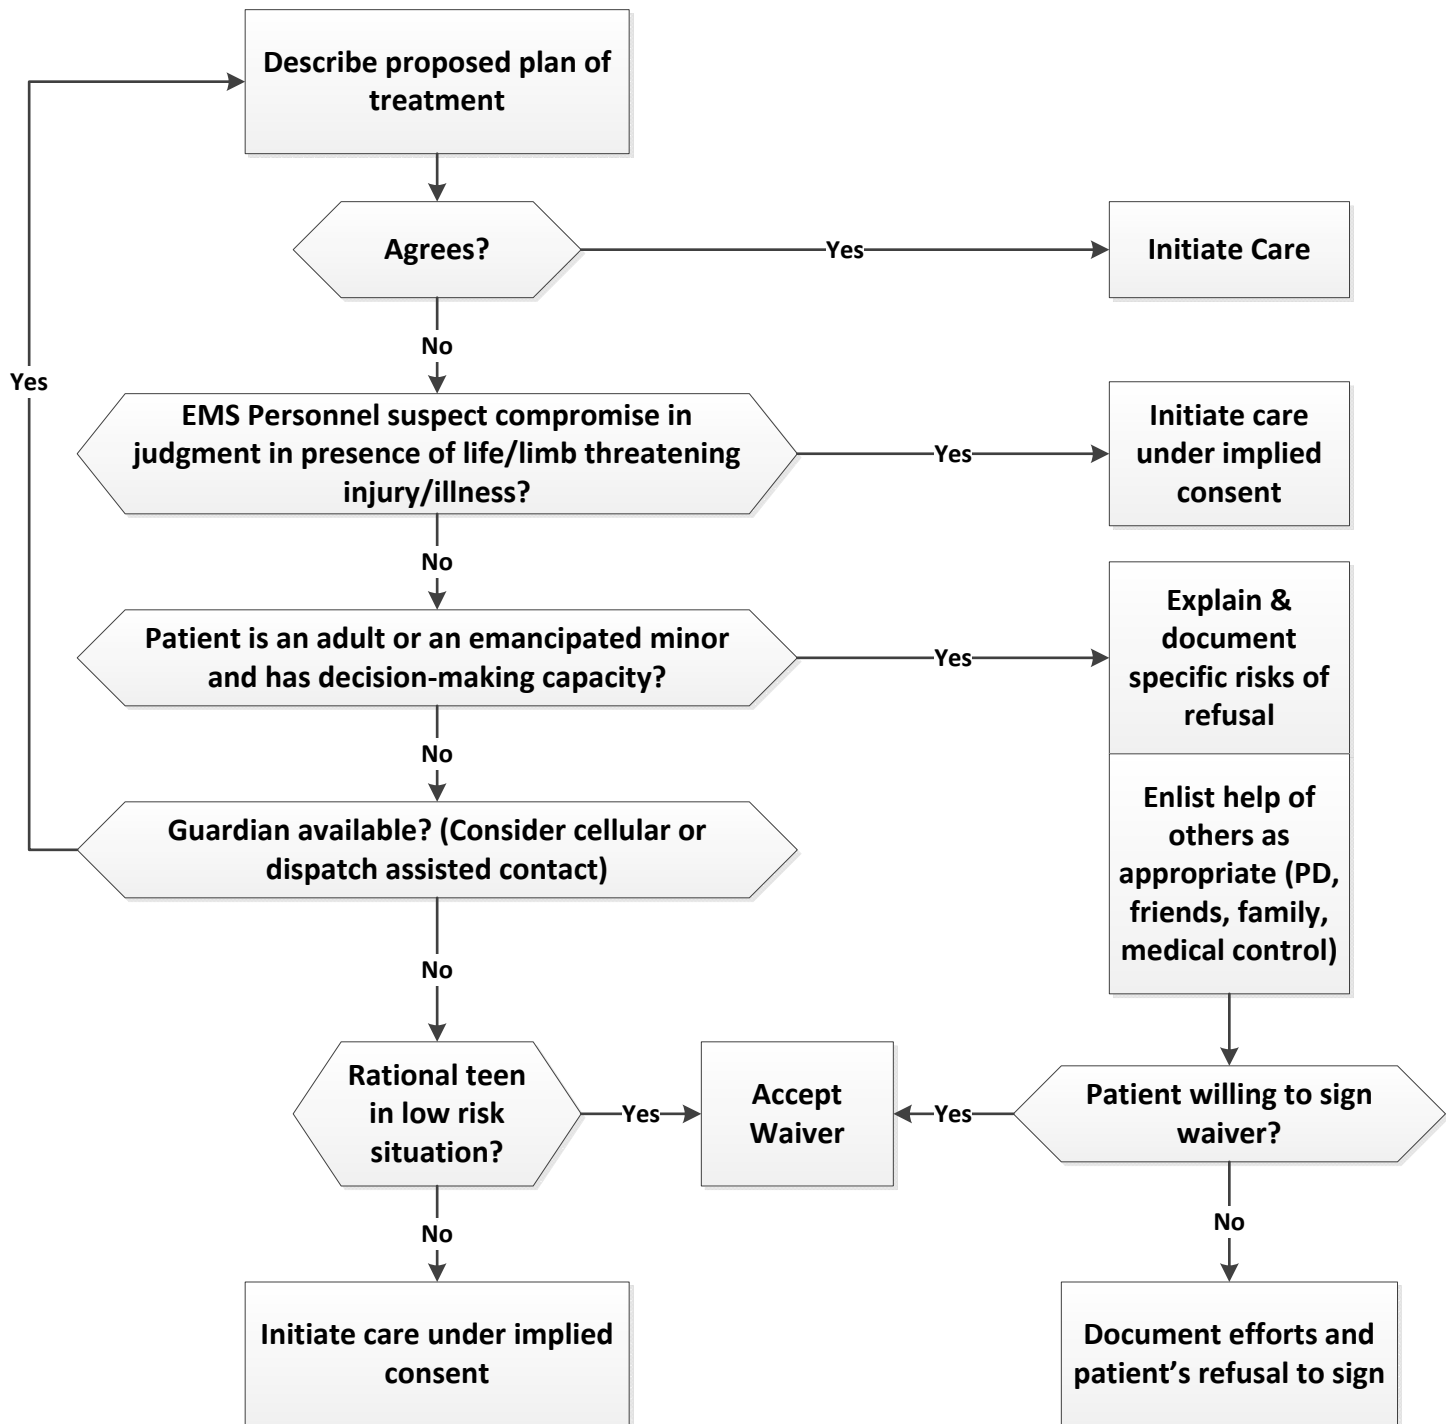 Describe proposed plan of
treatment
Agrees?
Yes
Initiate Care
No
Yes
EMS Personnel suspect compromise in
judgment in presence of life/limb threatening
injury/illness?
Yes
Initiate care
under implied
consent
No
Patient is an adult or an emancipated minor
and has decision-making capacity?
Yes
Explain &
document
specific risks of
refusal
No
Guardian available? (Consider cellular or
dispatch assisted contact)
Enlist help of
others as
appropriate (PD,
friends, family,
medical control)
No
Rational teen
in low risk
situation?
Yes
Accept
Waiver
Yes
Patient willing to sign
waiver?
No
No
Initiate care under implied
consent
Document efforts and
patient’s refusal to sign